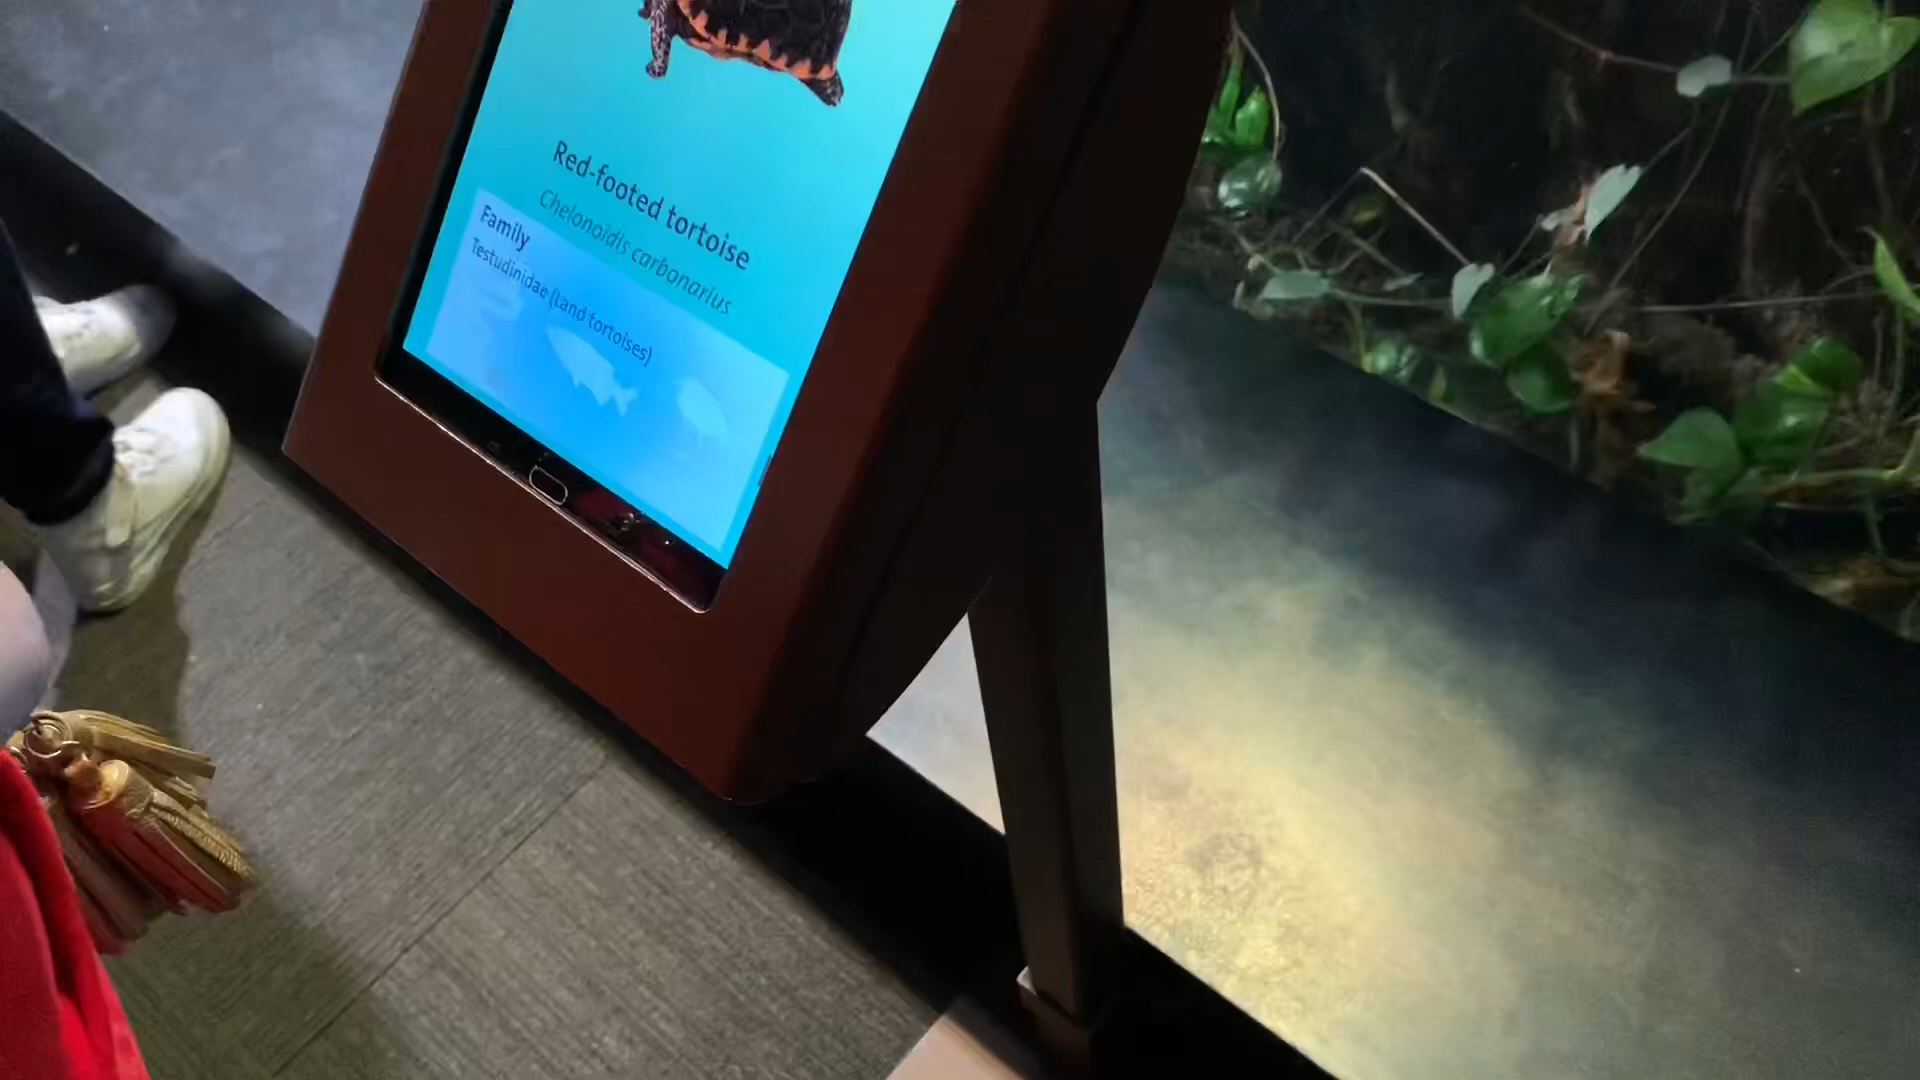 Red-footed tortoise
Chelonoidis carbonarius
Family
Testudinidae (Land tortoises)